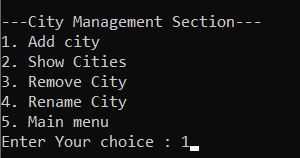 ---City Management Section---
1. Add city
2. Show Cities
3. Remove City
4. Rename City
5. Main menu
Enter Your choice : 1